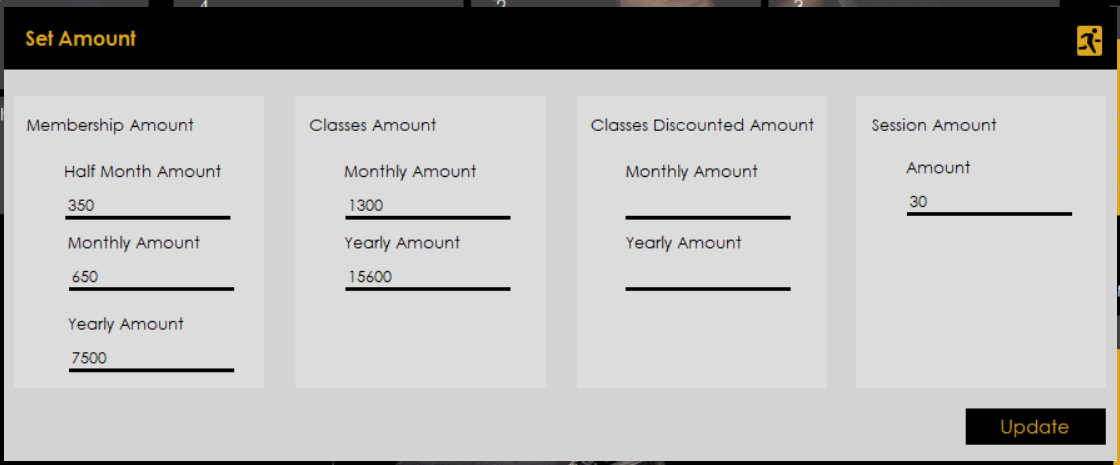 4
2
3
Set Amount
Membership Amount
Half Month Amount
350
Monthly Amount
650
Yearly Amount
7500
Classes Amount
Monthly Amount
1300
Yearly Amount
15600
Classes Discounted Amount
Monthly Amount
Yearly Amount
Session Amount
Amount
30
Update